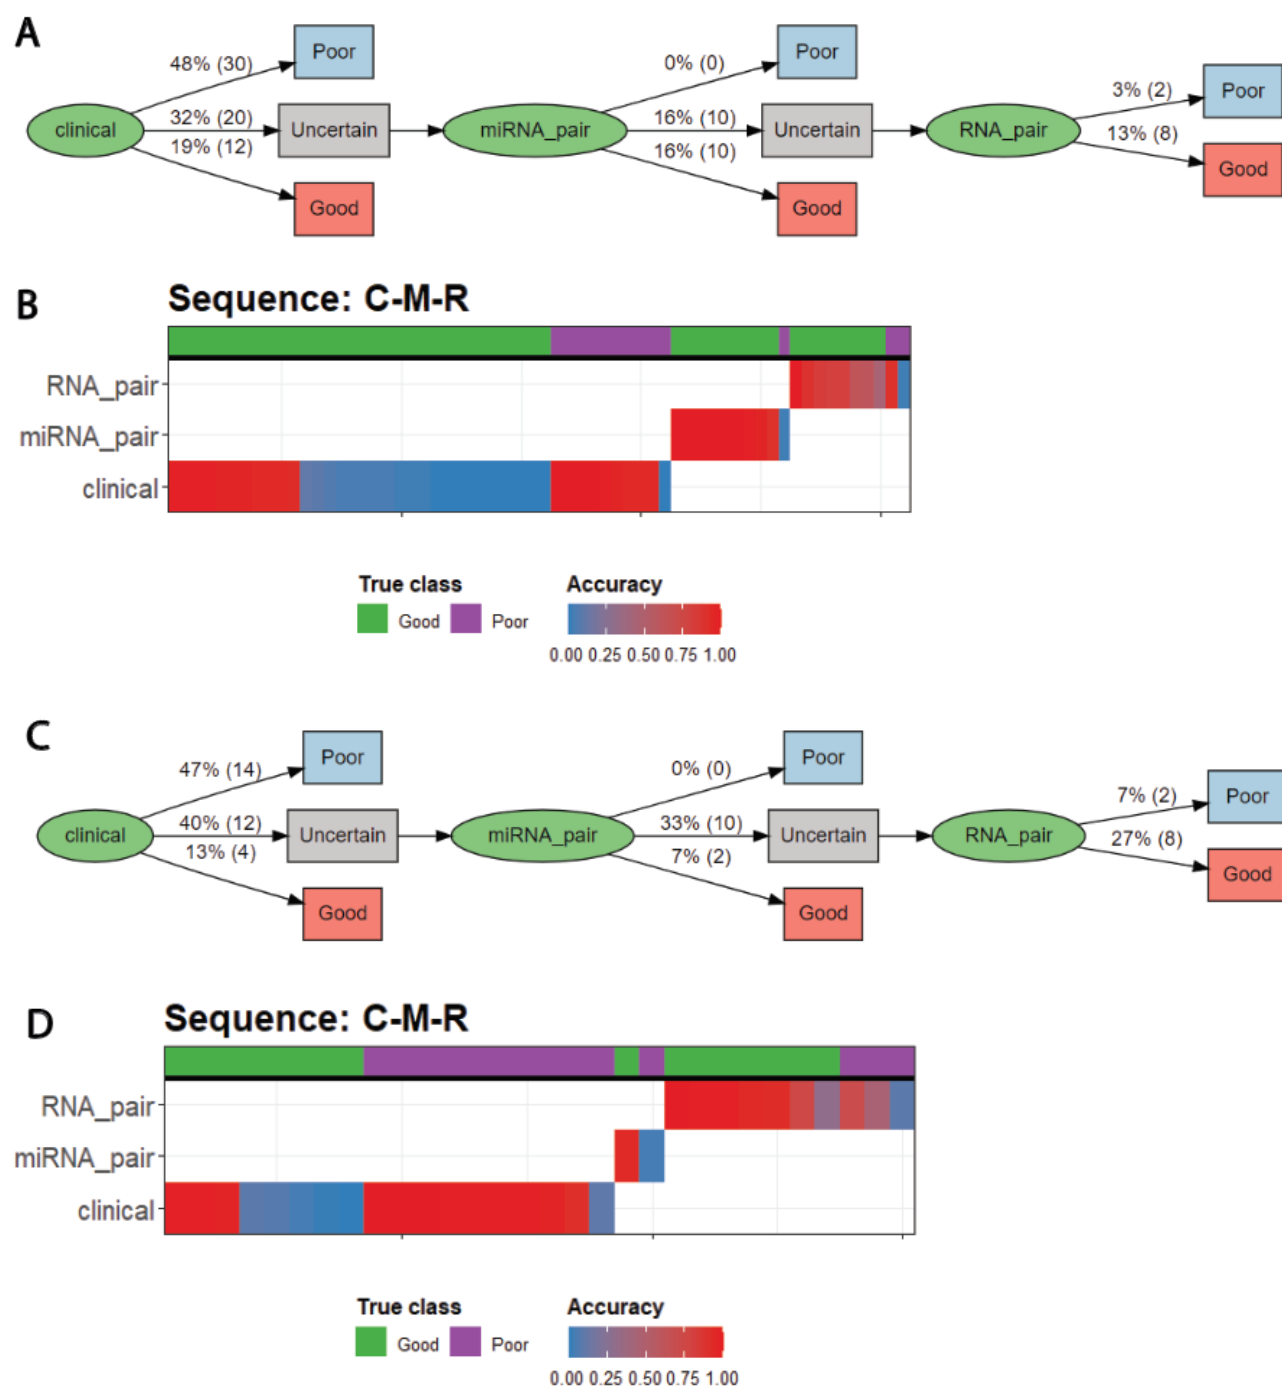 A
48% (30)
Poor
0% (0)
Poor
3% (2)
Poor
clinical
32% (20)
Uncertain
miRNA_pair
16% (10)
Uncertain
RNA_pair
13% (8)
19% (12)
16% (10)
Good
Good
Good
B
Sequence: C-M-R
RNA_pair
miRNA_pair
clinical
True class
Good
Poor
Accuracy
0.00 0.25 0.50 0.75 1.00
C
47% (14)
Poor
0% (0)
Poor
7% (2)
Poor
clinical
40% (12)
Uncertain
miRNA_pair
33% (10)
Uncertain
RNA_pair
27% (8)
13% (4)
7% (2)
Good
Good
Good
D
Sequence: C-M-R
RNA_pair
miRNA_pair
clinical
True class
Good
Poor
Accuracy
0.00 0.25 0.50 0.75 1.00